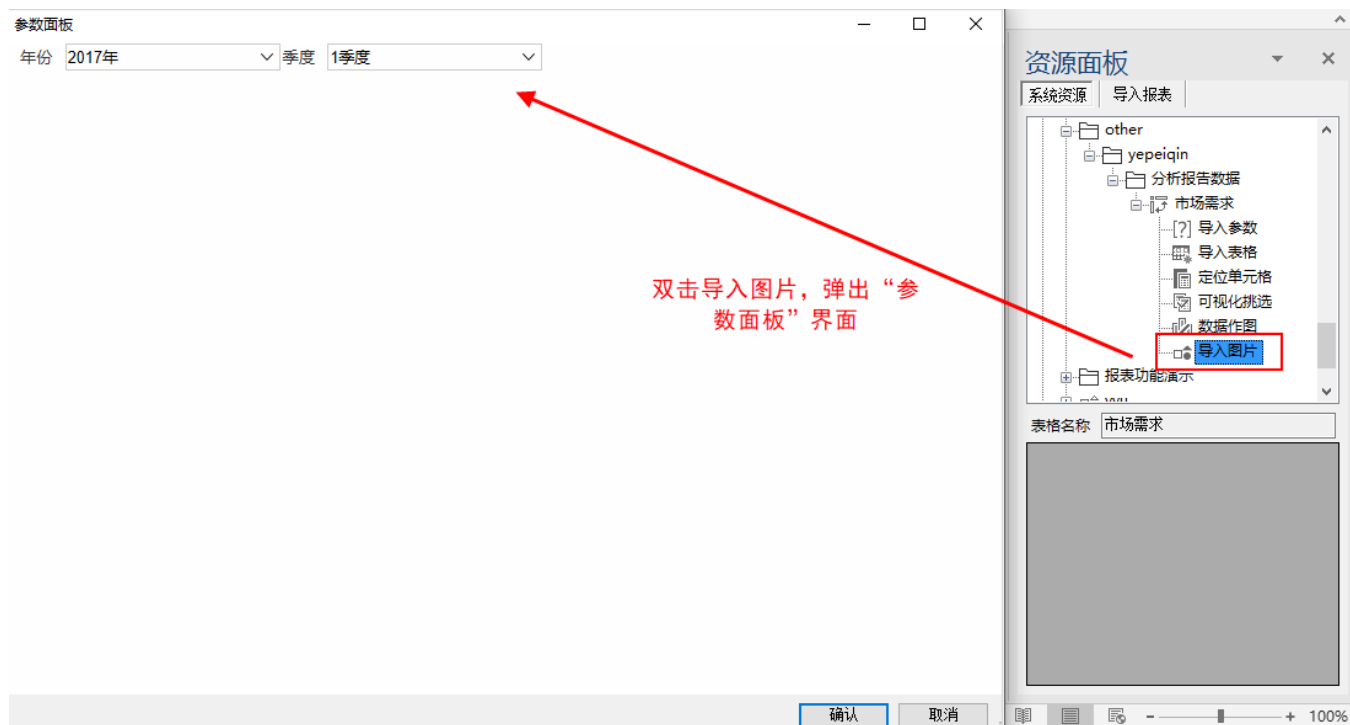 参数面板
年份 2017年 季度 1季度
双击导入图片，弹出“参
数面板”界面
确认 取消
资源面板
系统资源 导入报表
other
yepeiqin
分析报告数据
市场需求
[?] 导入参数
导入表格
定位单元格
可视化挑选
数据作图
导入图片
报表功能演示
表格名称 市场需求
100%